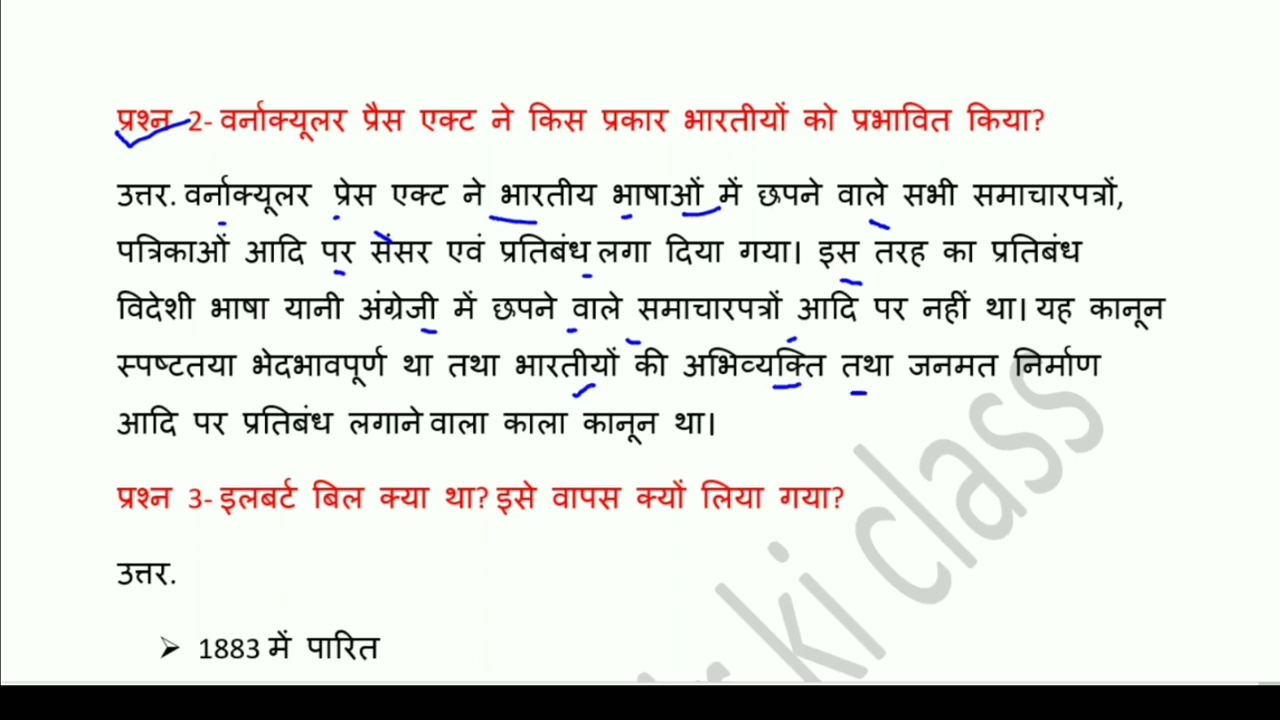 प्रश्न 2- वर्नाक्यूलर प्रैस एक्ट ने किस प्रकार भारतीयों को प्रभावित किया?
उत्तर. वर्नाक्यूलर प्रेस एक्ट ने भारतीय भाषाओं में छपने वाले सभी समाचारपत्रों,
पत्रिकाओं आदि पर सेंसर एवं प्रतिबंध लगा दिया गया। इस तरह का प्रतिबंध
विदेशी भाषा यानी अंग्रेजी में छपने वाले समाचारपत्रों आदि पर नहीं था। यह कानून
स्पष्टतया भेदभावपूर्ण था तथा भारतीयों की अभिव्यक्ति तथा जनमत निर्माण
आदि पर प्रतिबंध लगाने वाला काला कानून था।
प्रश्न 3- इलबर्ट बिल क्या था? इसे वापस क्यों लिया गया?
उत्तर.
➢ 1883 में पारित
ki class